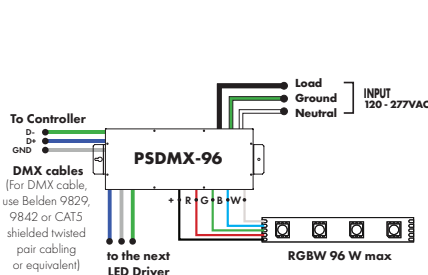 Load
Ground
Neutral
INPUT
120 - 277VAC
To Controller
D-
D+
GND
PSDMX-96
DMX cables
(For DMX cable,
use Belden 9829,
9842 or CAT5
shielded twisted
pair cabling
or equivalent)
+ R G B W
to the next
LED Driver
RGBW 96 W max